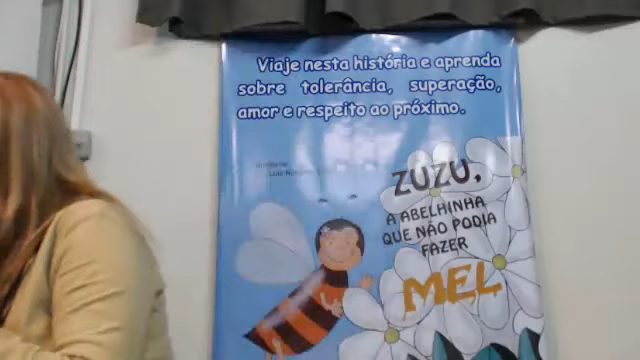 Viaje nesta história e aprenda
sobre tolerância, superação,
amor e respeito ao próximo.
ZUZU,
A ABELHINHA
QUE NÃO PODIA
FAZER
MEL